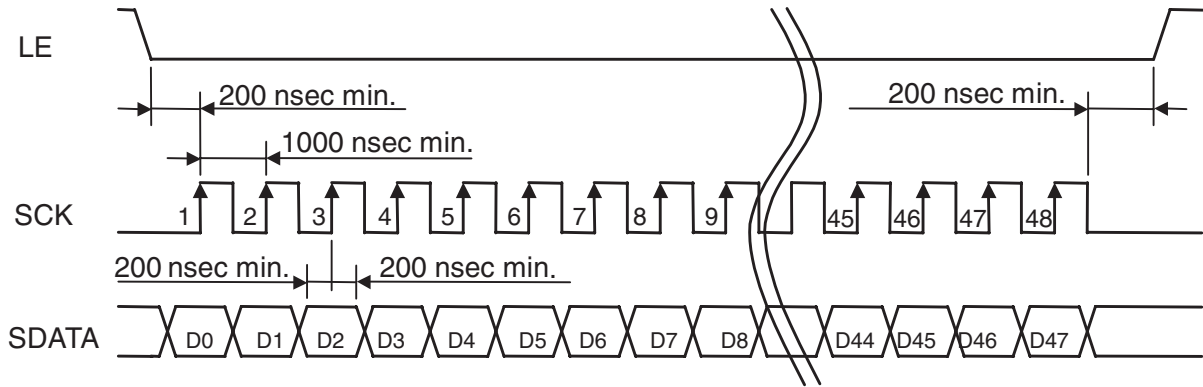 LE
200 nsec min. 200 nsec min.
1000 nsec min.
SCK 1 2 3 4 5 6 7 8 9 45 46 47 48
200 nsec min. 200 nsec min.
SDATA D0 D1 D2 D3 D4 D5 D6 D7 D8 D44 D45 D46 D47